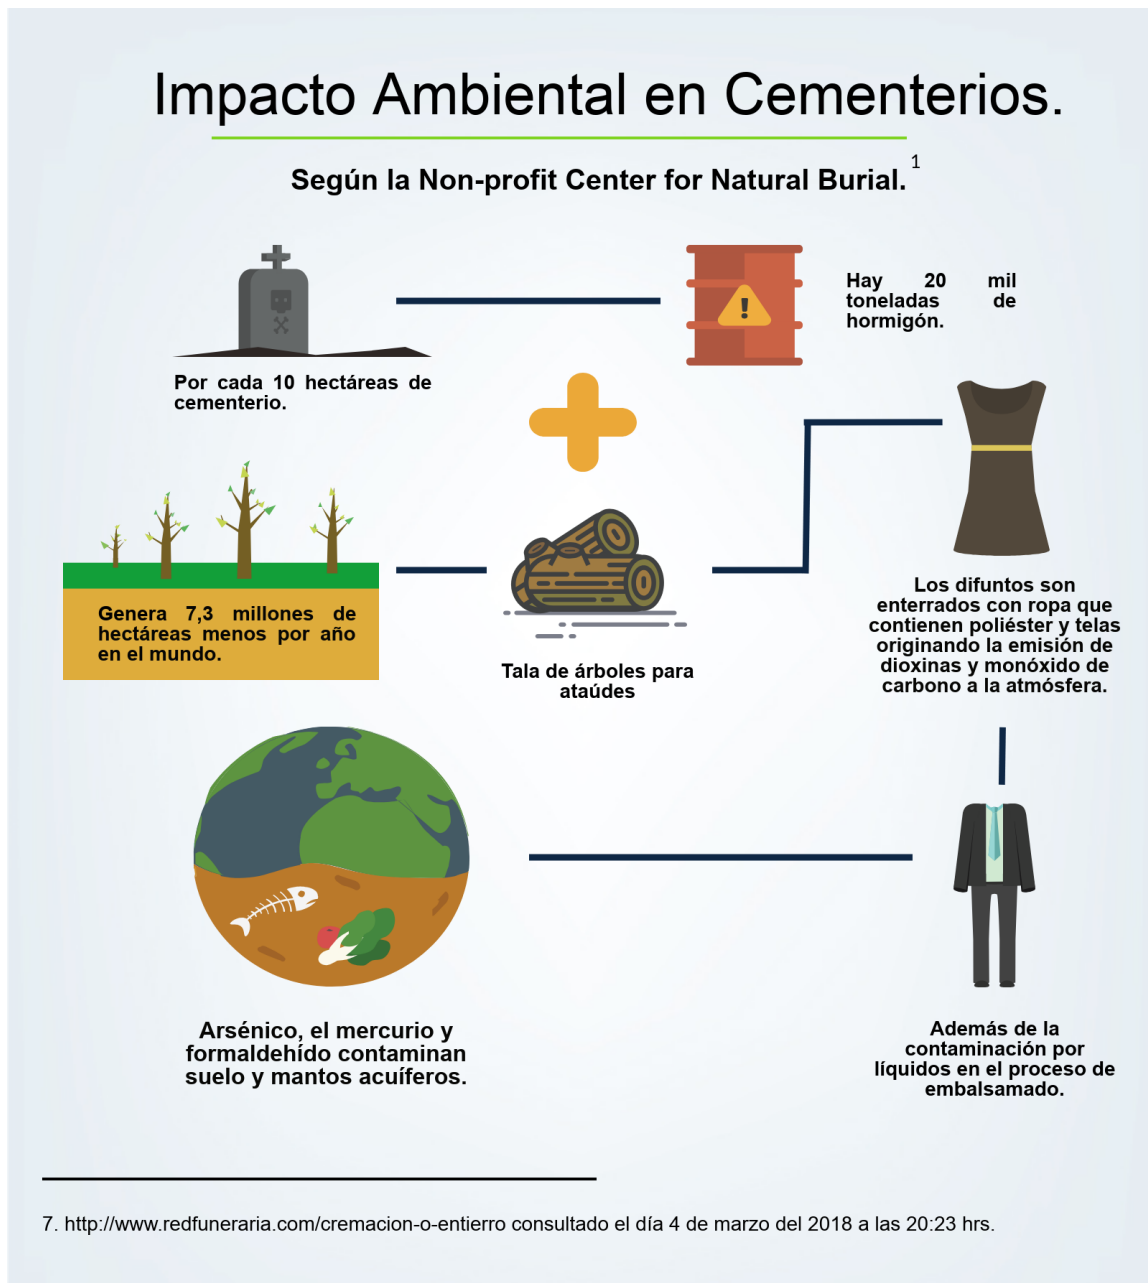 Impacto Ambiental en Cementerios.
Según la Non-profit Center for Natural Burial.1
Hay 20 mil
toneladas de
hormigón.
Por cada 10 hectáreas de
cementerio.
Genera 7,3 millones de
hectáreas menos por año
en el mundo.
Tala de árboles para
ataúdes
Los difuntos son
enterrados con ropa que
contienen poliéster y telas
originando la emisión de
dioxinas y monóxido de
carbono a la atmósfera.
Arsénico, el mercurio y
formaldehído contaminan
suelo y mantos acuíferos.
Además de la
contaminación por
líquidos en el proceso de
embalsamado.
7. http://www.redfuneraria.com/cremacion-o-entierro consultado el día 4 de marzo del 2018 a las 20:23 hrs.